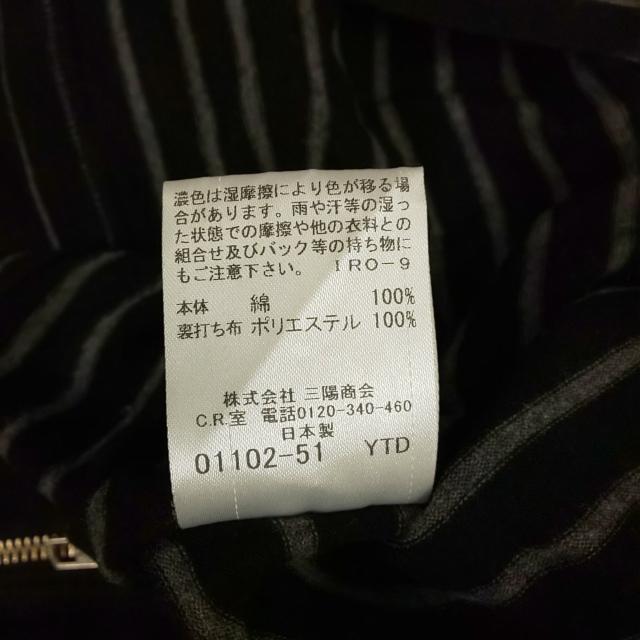 濃色は湿摩擦により色が移る場
合があります。雨や汗等の湿っ
た状態での摩擦や他の衣料との
組合せ及びバック等の持ち物に
もご注意下さい。 IRO-9
本体 綿 100%
裏打ち布 ポリエステル 100%
株式会社 三陽商会
C.R.室 電話0120-340-460
日本製
01102-51 YTD